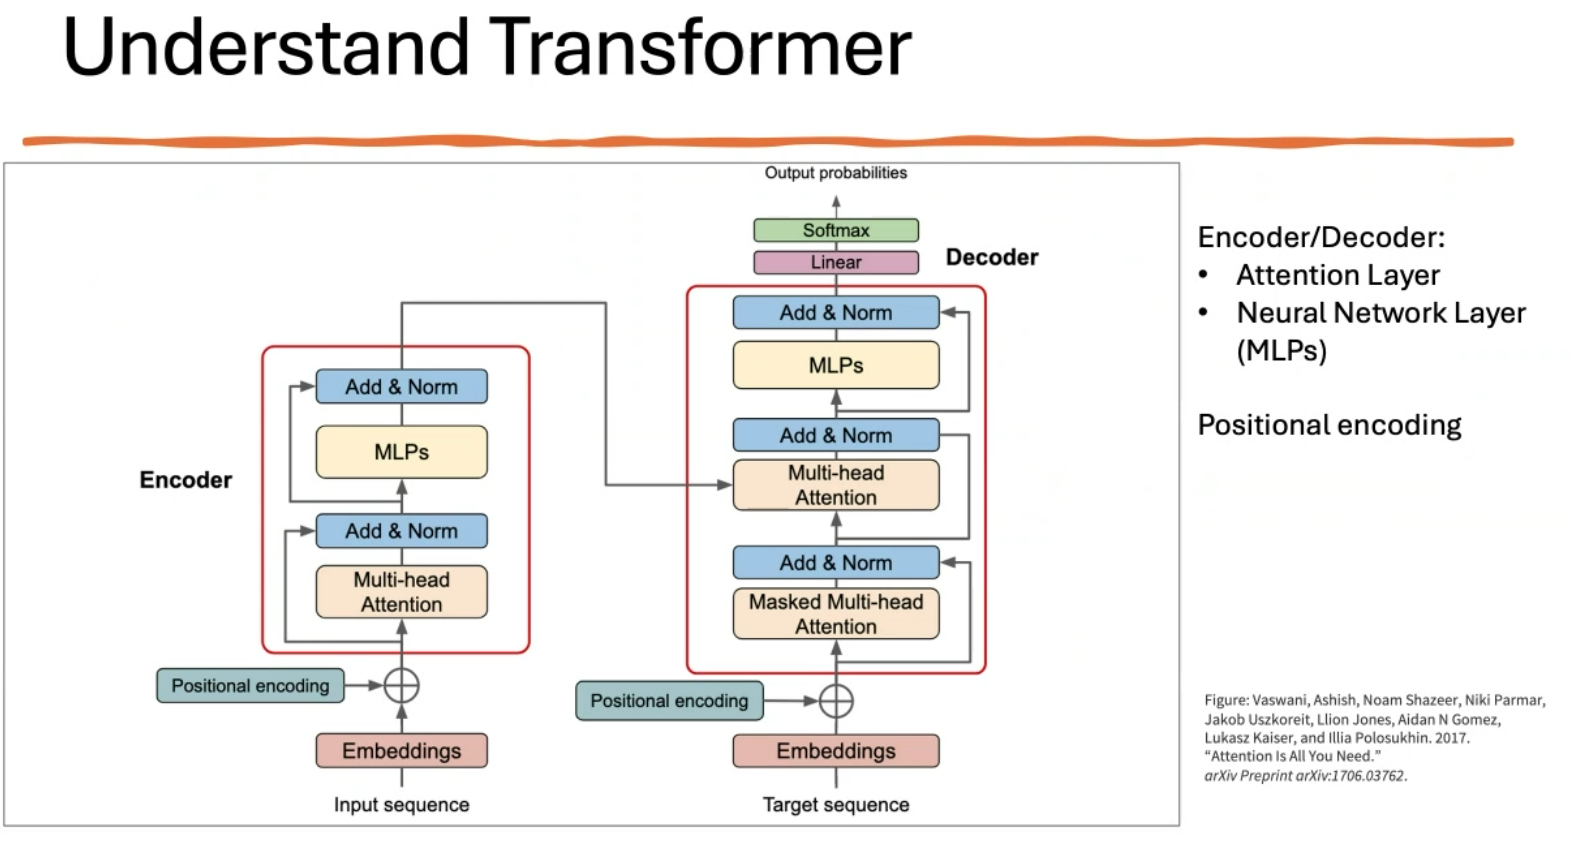 Understand Transformer
Output probabilities
Softmax
Linear
Decoder
Add & Norm
MLPs
Add & Norm
Multi-head
Attention
Add & Norm
Masked Multi-head
Attention
Positional encoding
Embeddings
Target sequence
Encoder
Add & Norm
MLPs
Add & Norm
Multi-head
Attention
Positional encoding
Embeddings
Input sequence
Encoder/Decoder:
• Attention Layer
• Neural Network Layer
(MLPs)
Positional encoding
Figure: Vaswani, Ashish, Noam Shazeer, Niki Parmar,
Jakob Uszkoreit, Llion Jones, Aidan N Gomez,
Lukasz Kaiser, and Illia Polosukhin. 2017.
“Attention Is All You Need.”
arXiv Preprint arXiv:1706.03762.